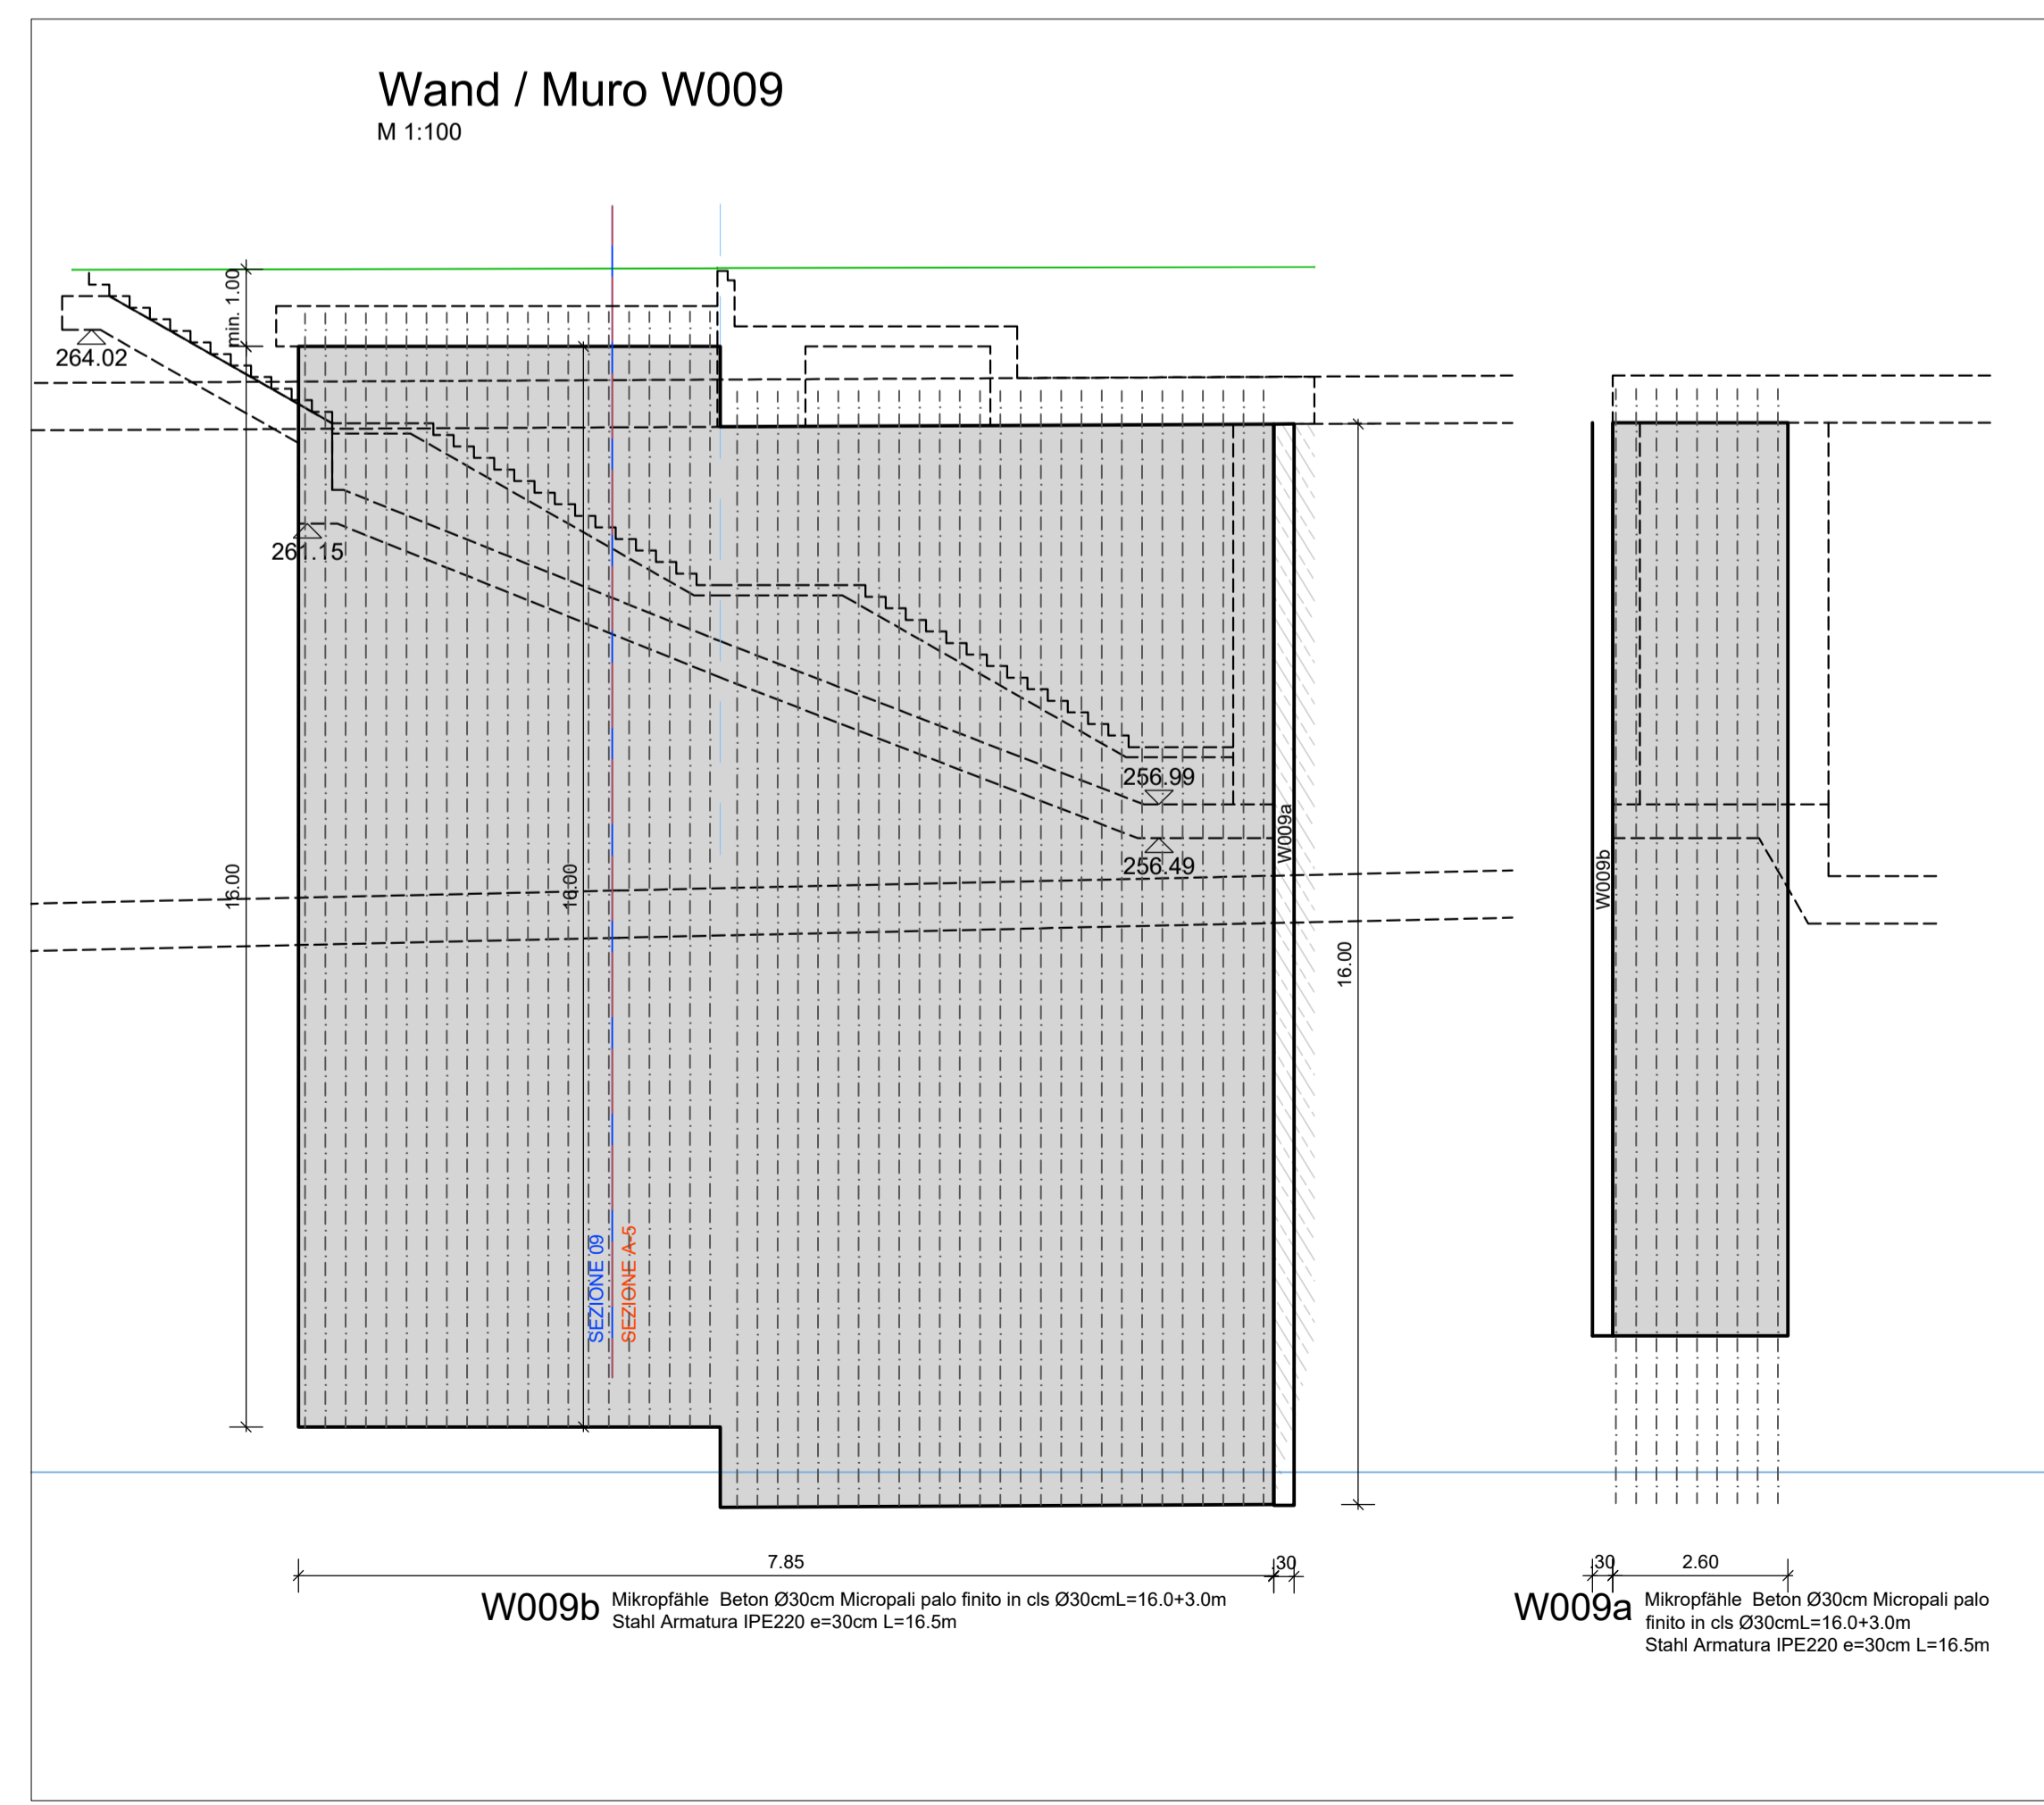 Wand / Muro W009
M 1:100
min. 1.00
264.02
261.15
256.99
256.49
W009a
W009b
16.00
16.00
16.00
SEZIONE 09
SEZIONE A-5
7.85
.30
.30
2.60
W009b
Mikropfähle Beton Ø30cm Micropali palo finito in cls Ø30cmL=16.0+3.0m
Stahl Armatura IPE220 e=30cm L=16.5m
W009a
Mikropfähle Beton Ø30cm Micropali palo
finito in cls Ø30cmL=16.0+3.0m
Stahl Armatura IPE220 e=30cm L=16.5m